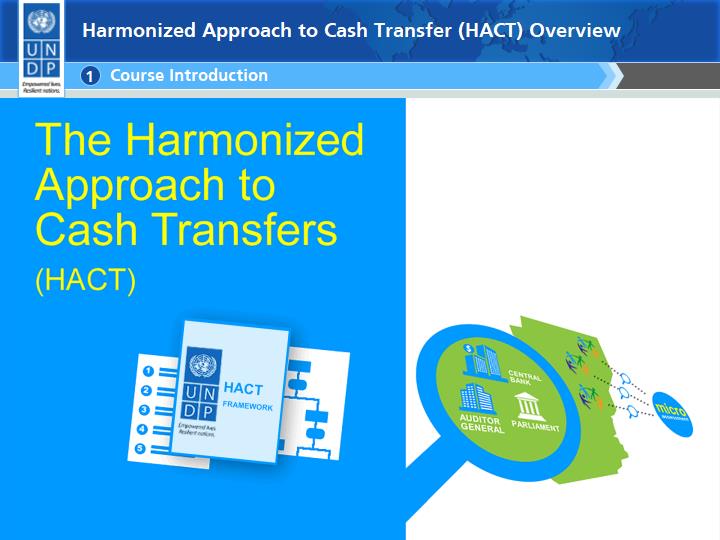 Harmonized Approach to Cash Transfer (HACT) Overview
1 Course Introduction
U N
D P
Empowered lives.
Resilient nations.
The Harmonized
Approach to
Cash Transfers
(HACT)
1
2
3
4
5
U N
D P
Empowered lives.
Resilient nations.
HACT
FRAMEWORK
$
CENTRAL
BANK
AUDITOR
GENERAL
PARLIAMENT
micro
assessment